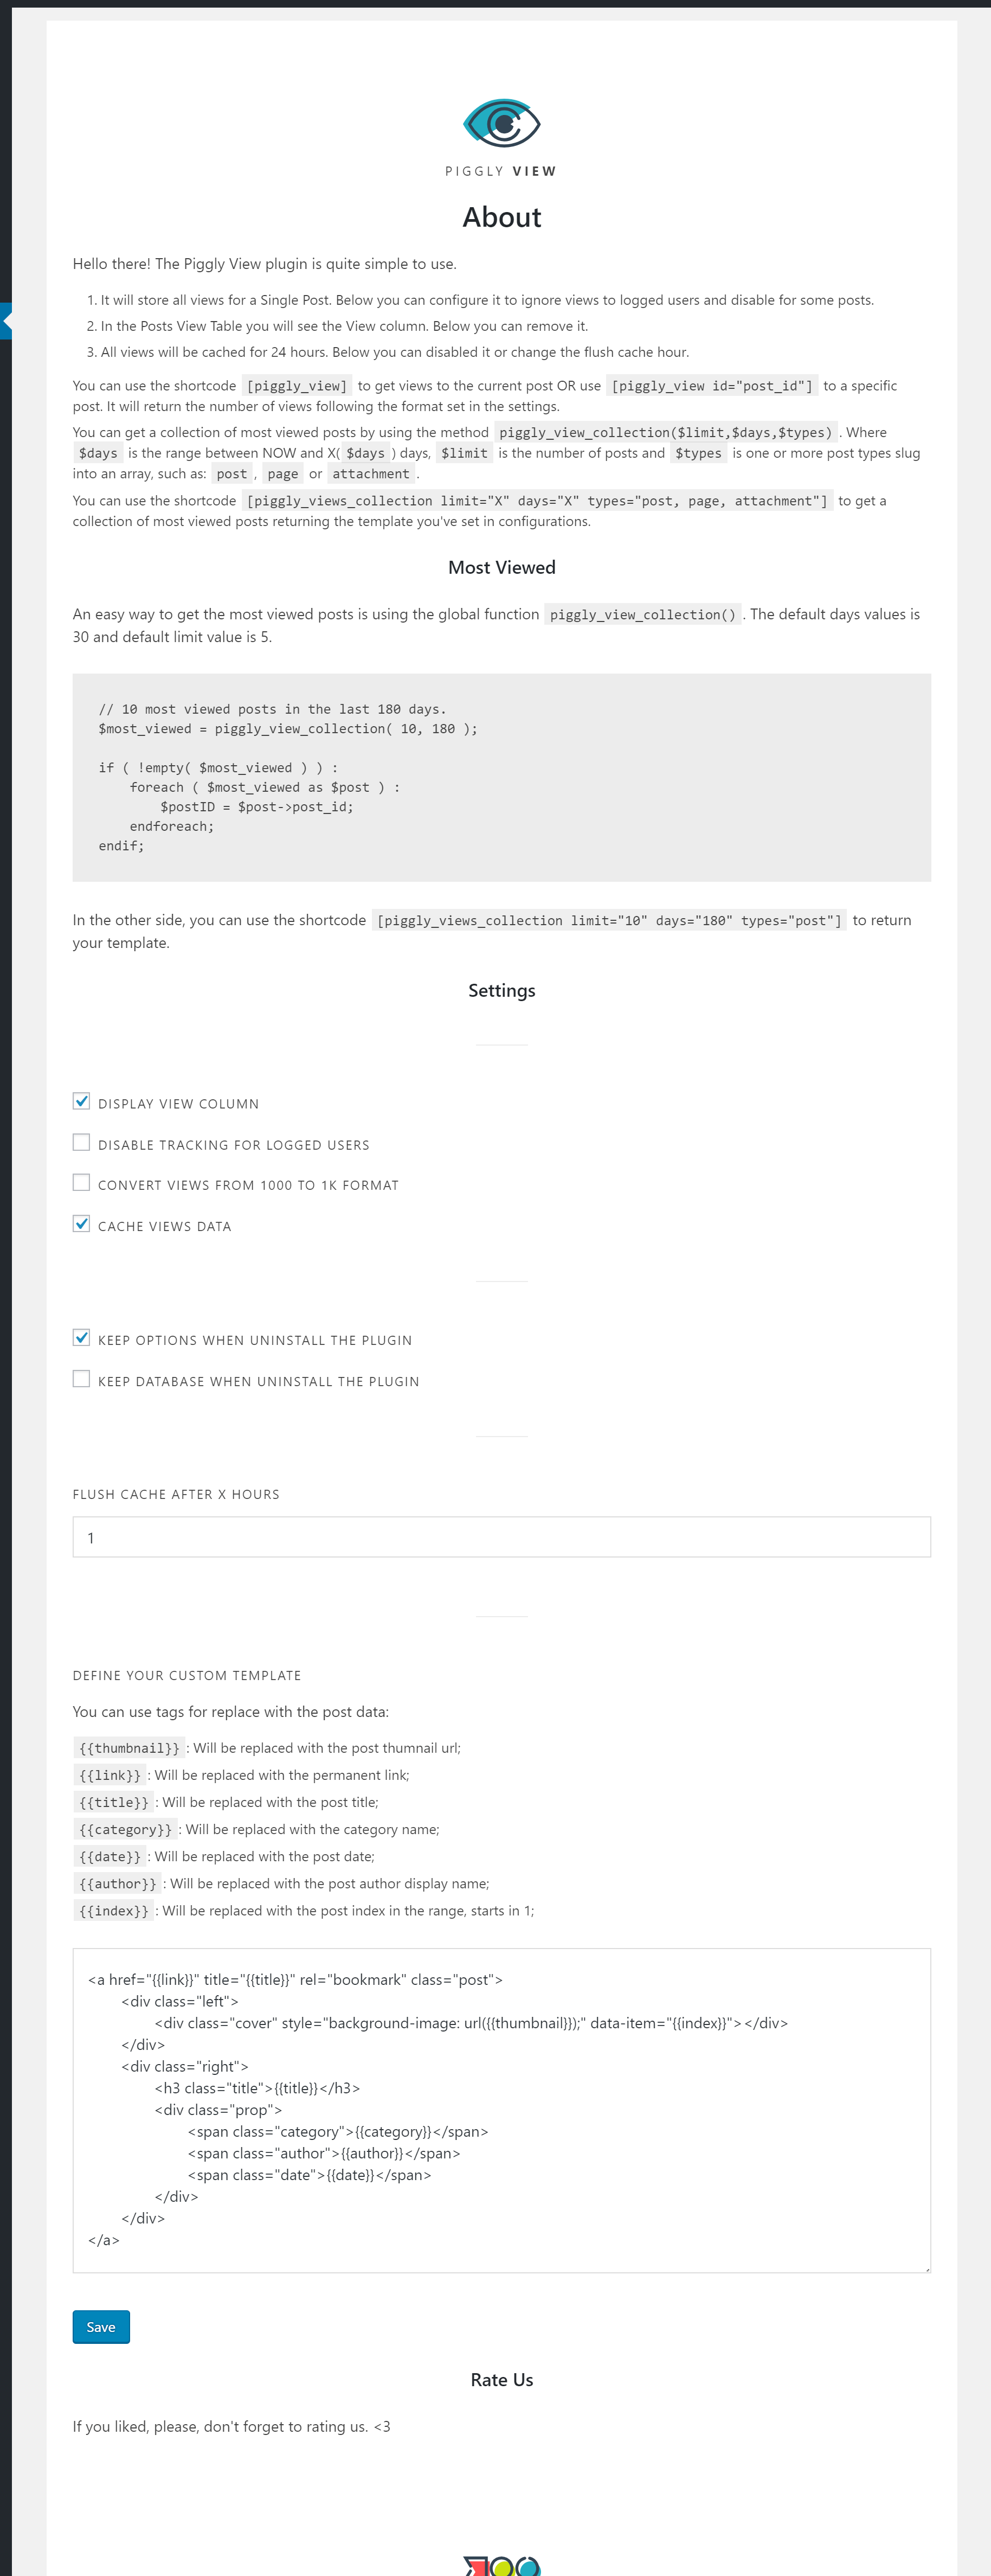 PIGGLY VIEW
About
Hello there! The Piggly View plugin is quite simple to use.
1. It will store all views for a Single Post. Below you can configure it to ignore views to logged users and disable for some posts.
2. In the Posts View Table you will see the View column. Below you can remove it.
3. All views will be cached for 24 hours. Below you can disabled it or change the flush cache hour.
You can use the shortcode [piggly_view] to get views to the current post OR use [piggly_view id="post_id"] to a specific
post. It will return the number of views following the format set in the settings.
You can get a collection of most viewed posts by using the method piggly_view_collection($limit,$days,$types) . Where
$days is the range between NOW and X( $days ) days, $limit is the number of posts and $types is one or more post types slug
into an array, such as: post , page or attachment .
You can use the shortcode [piggly_views_collection limit="X" days="X" types="post, page, attachment"] to get a
collection of most viewed posts returning the template you've set in configurations.
Most Viewed
An easy way to get the most viewed posts is using the global function piggly_view_collection() . The default days values is
30 and default limit value is 5.
// 10 most viewed posts in the last 180 days.
$most_viewed = piggly_view_collection( 10, 180 );
if ( !empty( $most_viewed ) ) :
foreach ( $most_viewed as $post ) :
$postID = $post->post_id;
endforeach;
endif;
In the other side, you can use the shortcode [piggly_views_collection limit="10" days="180" types="post"] to return
your template.
Settings
DISPLAY VIEW COLUMN
DISABLE TRACKING FOR LOGGED USERS
CONVERT VIEWS FROM 1000 TO 1K FORMAT
CACHE VIEWS DATA
KEEP OPTIONS WHEN UNINSTALL THE PLUGIN
KEEP DATABASE WHEN UNINSTALL THE PLUGIN
FLUSH CACHE AFTER X HOURS
1
DEFINE YOUR CUSTOM TEMPLATE
You can use tags for replace with the post data:
{{thumbnail}} : Will be replaced with the post thumnail url;
{{link}} : Will be replaced with the permanent link;
{{title}} : Will be replaced with the post title;
{{category}} : Will be replaced with the category name;
{{date}} : Will be replaced with the post date;
{{author}} : Will be replaced with the post author display name;
{{index}} : Will be replaced with the post index in the range, starts in 1;
<a href="{{link}}" title="{{title}}" rel="bookmark" class="post">
<div class="left">
<div class="cover" style="background-image: url({{thumbnail}});" data-item="{{index}}"></div>
</div>
<div class="right">
<h3 class="title">{{title}}</h3>
<div class="prop">
<span class="category">{{category}}</span>
<span class="author">{{author}}</span>
<span class="date">{{date}}</span>
</div>
</div>
</a>
Save
Rate Us
If you liked, please, don't forget to rating us. <3